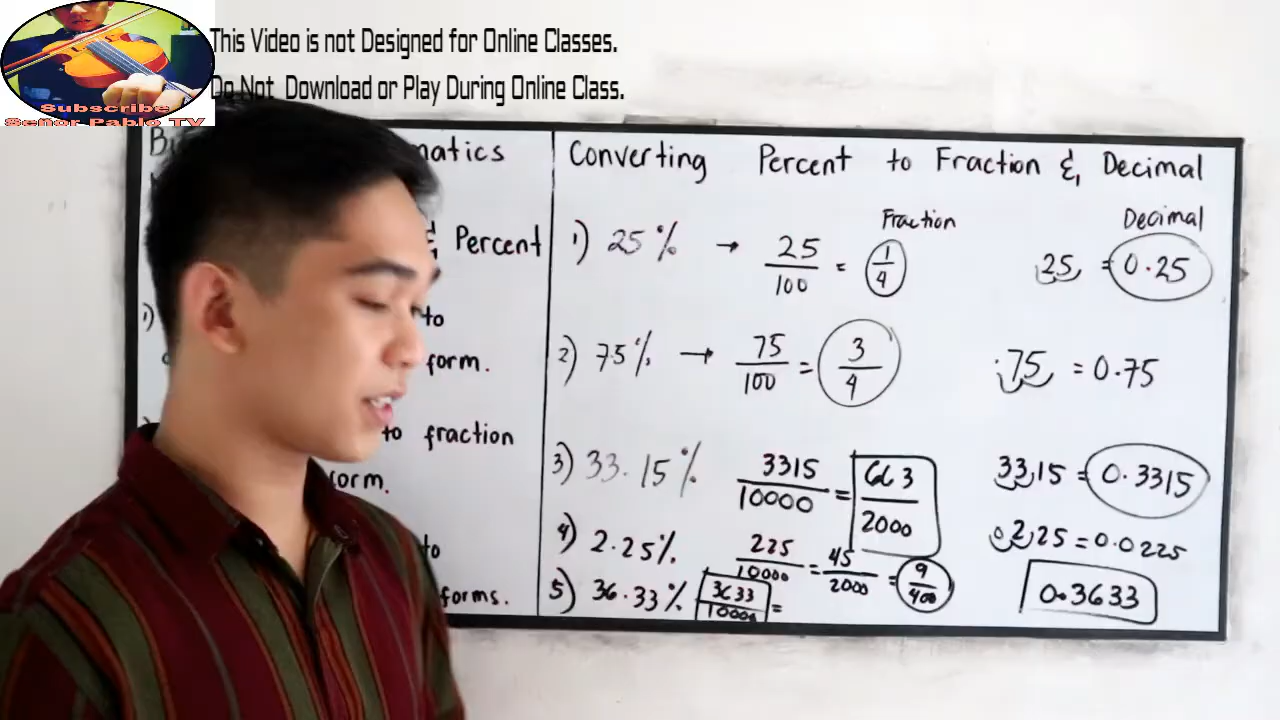 This Video is not Designed for Online Classes.
Do Not Download or Play During Online Class.
Subscribe
Señor Pablo TV
matics
Percent
to
form.
to fraction
form.
to
forms.
Converting Percent to Fraction & Decimal
Fraction Decimal
1) 25% → 25/100 = 1/4 25 = 0.25
2) 75% → 75/100 = 3/4 .75 = 0.75
3) 33.15% 3315/10000 = 663/2000 33.15 = 0.3315
4) 2.25% 225/10000 = 45/2000 = 9/400 02.25 = 0.0225
5) 36.33% 3633/10000 = 0.3633